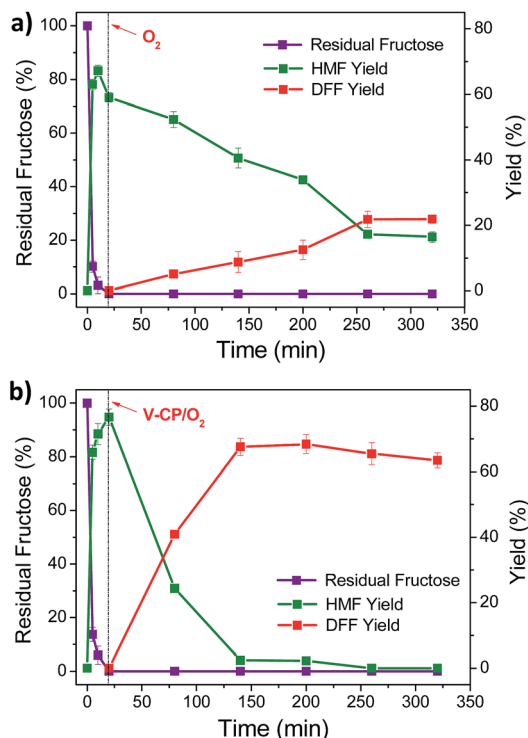 a)
O2
Residual Fructose
HMF Yield
DFF Yield
Residual Fructose (%)
100
80
60
40
20
0
Yield (%)
80
60
40
20
0
0 50 100 150 200 250 300 350
Time (min)
b)
V-CP/O2
Residual Fructose
HMF Yield
DFF Yield
Residual Fructose (%)
100
80
60
40
20
0
Yield (%)
80
60
40
20
0
0 50 100 150 200 250 300 350
Time (min)